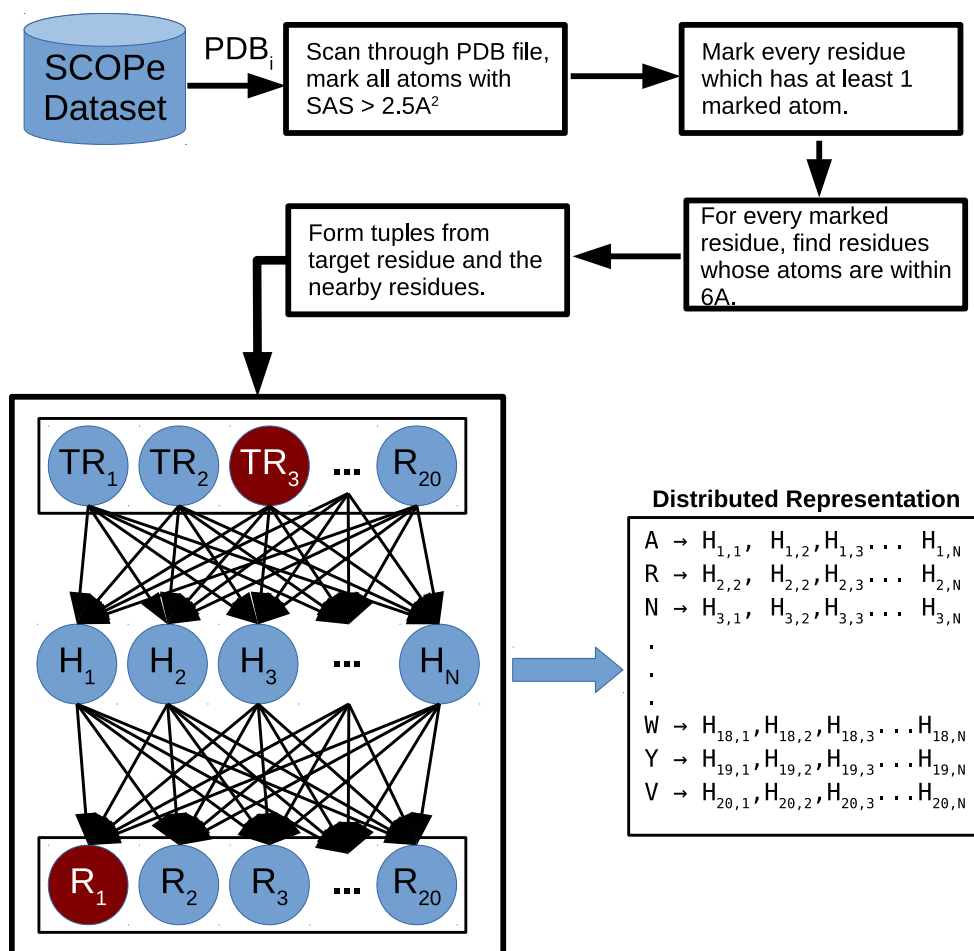 SCOPe
Dataset
PDBᵢ
Scan through PDB file,
mark all atoms with
SAS > 2.5A²
Mark every residue
which has at least 1
marked atom.
For every marked
residue, find residues
whose atoms are within
6A.
Form tuples from
target residue and the
nearby residues.
TR₁ TR₂ TR₃ ... R₂₀
H₁ H₂ H₃ ... H_N
R₁ R₂ R₃ ... R₂₀
Distributed Representation
A → H₁,₁, H₁,₂,H₁,₃... H₁,N
R → H₂,₂, H₂,₂,H₂,₃... H₂,N
N → H₃,₁, H₃,₂,H₃,₃... H₃,N
.
.
.
W → H₁₈,₁,H₁₈,₂,H₁₈,₃...H₁₈,N
Y → H₁₉,₁,H₁₉,₂,H₁₉,₃...H₁₉,N
V → H₂₀,₁,H₂₀,₂,H₂₀,₃...H₂₀,N